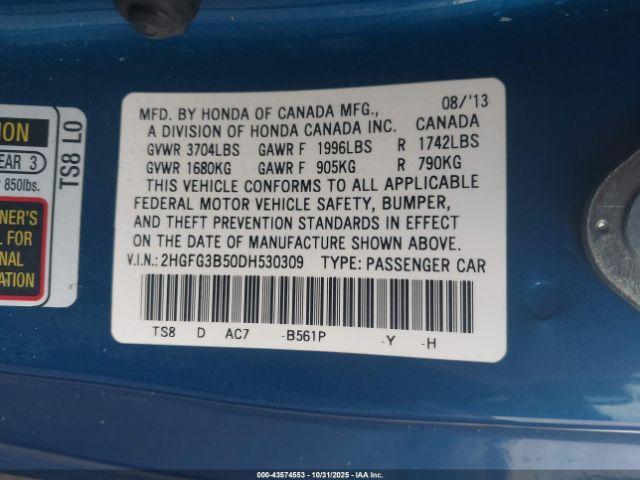 ION
EAR 3
850lbs.
NER'S
L FOR
NAL
ATION
TS8 L0
MFD. BY HONDA OF CANADA MFG., 08/'13
A DIVISION OF HONDA CANADA INC. CANADA
GVWR 3704LBS GAWR F 1996LBS R 1742LBS
GVWR 1680KG GAWR F 905KG R 790KG
THIS VEHICLE CONFORMS TO ALL APPLICABLE
FEDERAL MOTOR VEHICLE SAFETY, BUMPER,
AND THEFT PREVENTION STANDARDS IN EFFECT
ON THE DATE OF MANUFACTURE SHOWN ABOVE.
V.I.N.: 2HGFG3B50DH530309 TYPE: PASSENGER CAR
TS8 D AC7 -B561P -Y -H
000-43574553 - 10/31/2025 - IAA Inc.